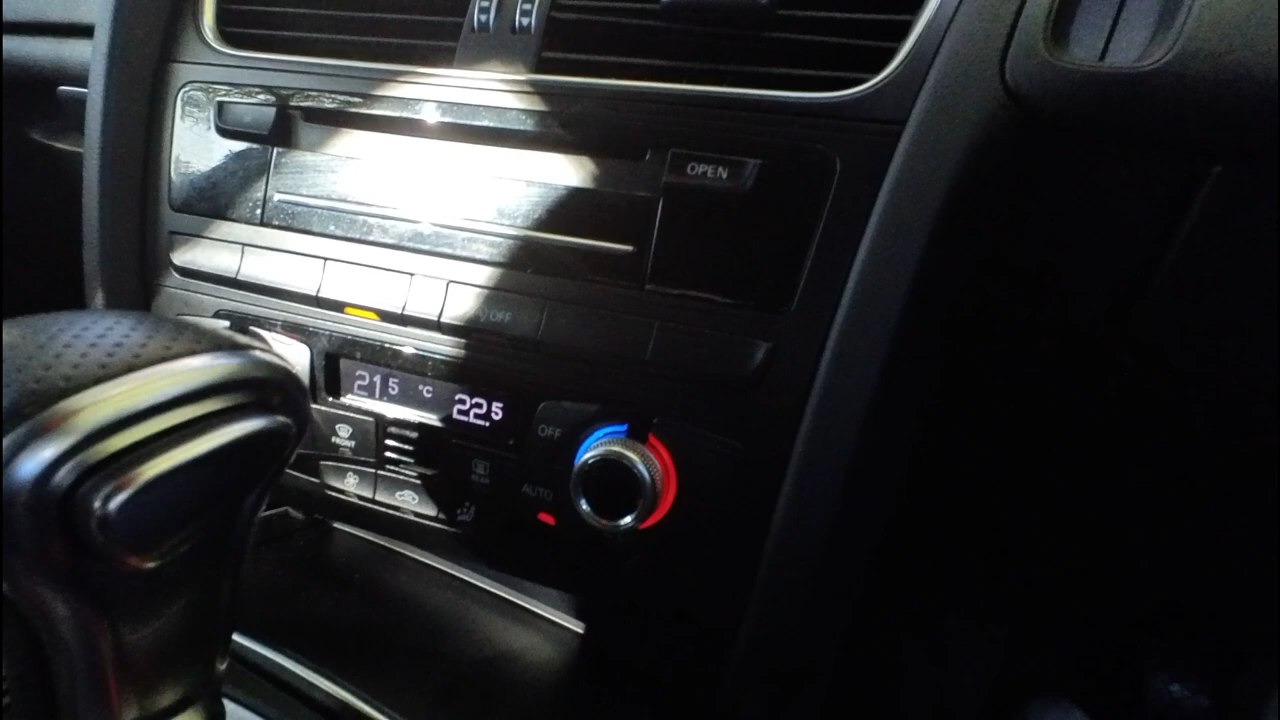 OPEN
OFF
21.5 °C 22.5
OFF
FRONT
REAR
AUTO